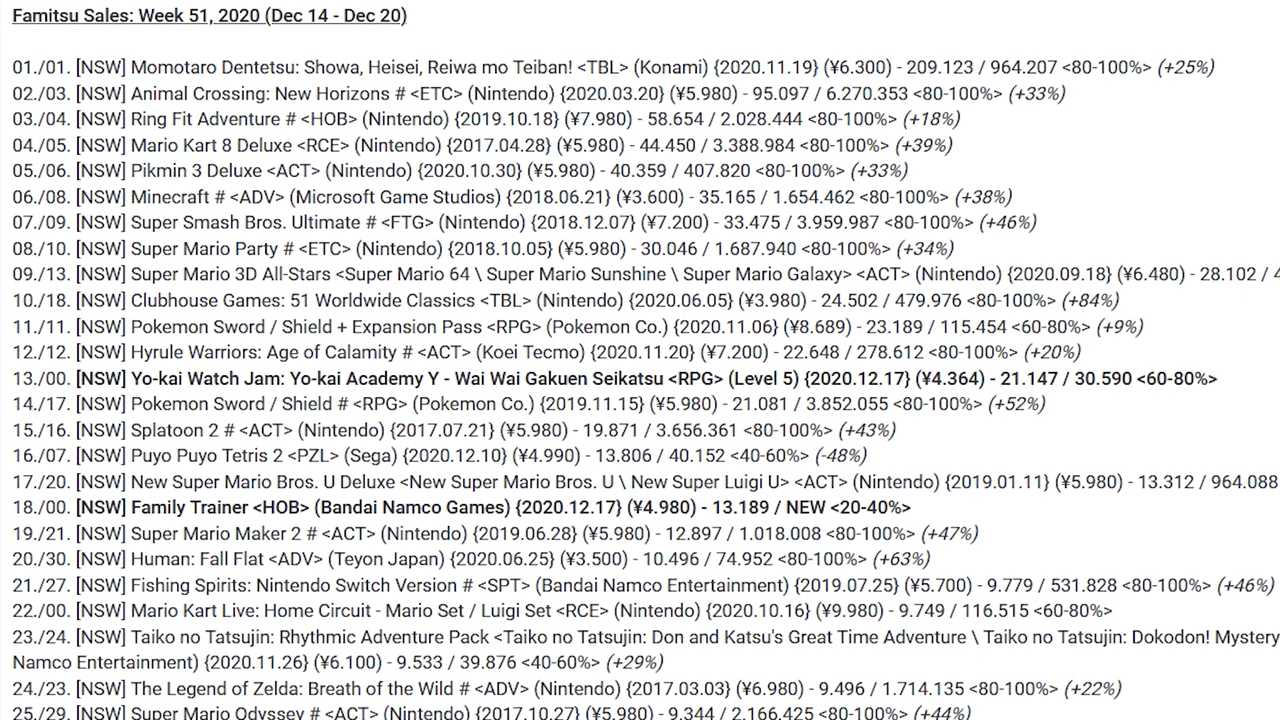 Famitsu Sales: Week 51, 2020 (Dec 14 - Dec 20)
01./01. [NSW] Momotaro Dentetsu: Showa, Heisei, Reiwa mo Teiban! <TBL> (Konami) {2020.11.19} (¥6.300) - 209.123 / 964.207 <80-100%> (+25%)
02./03. [NSW] Animal Crossing: New Horizons # <ETC> (Nintendo) {2020.03.20} (¥5.980) - 95.097 / 6.270.353 <80-100%> (+33%)
03./04. [NSW] Ring Fit Adventure # <HOB> (Nintendo) {2019.10.18} (¥7.980) - 58.654 / 2.028.444 <80-100%> (+18%)
04./05. [NSW] Mario Kart 8 Deluxe <RCE> (Nintendo) {2017.04.28} (¥5.980) - 44.450 / 3.388.984 <80-100%> (+39%)
05./06. [NSW] Pikmin 3 Deluxe <ACT> (Nintendo) {2020.10.30} (¥5.980) - 40.359 / 407.820 <80-100%> (+33%)
06./08. [NSW] Minecraft # <ADV> (Microsoft Game Studios) {2018.06.21} (¥3.600) - 35.165 / 1.654.462 <80-100%> (+38%)
07./09. [NSW] Super Smash Bros. Ultimate # <FTG> (Nintendo) {2018.12.07} (¥7.200) - 33.475 / 3.959.987 <80-100%> (+46%)
08./10. [NSW] Super Mario Party # <ETC> (Nintendo) {2018.10.05} (¥5.980) - 30.046 / 1.687.940 <80-100%> (+34%)
09./13. [NSW] Super Mario 3D All-Stars <Super Mario 64 \ Super Mario Sunshine \ Super Mario Galaxy> <ACT> (Nintendo) {2020.09.18} (¥6.480) - 28.102 / 4
10./18. [NSW] Clubhouse Games: 51 Worldwide Classics <TBL> (Nintendo) {2020.06.05} (¥3.980) - 24.502 / 479.976 <80-100%> (+84%)
11./11. [NSW] Pokemon Sword / Shield + Expansion Pass <RPG> (Pokemon Co.) {2020.11.06} (¥8.689) - 23.189 / 115.454 <60-80%> (+9%)
12./12. [NSW] Hyrule Warriors: Age of Calamity # <ACT> (Koei Tecmo) {2020.11.20} (¥7.200) - 22.648 / 278.612 <80-100%> (+20%)
13./00. [NSW] Yo-kai Watch Jam: Yo-kai Academy Y - Wai Wai Gakuen Seikatsu <RPG> (Level 5) {2020.12.17} (¥4.364) - 21.147 / 30.590 <60-80%>
14./17. [NSW] Pokemon Sword / Shield # <RPG> (Pokemon Co.) {2019.11.15} (¥5.980) - 21.081 / 3.852.055 <80-100%> (+52%)
15./16. [NSW] Splatoon 2 # <ACT> (Nintendo) {2017.07.21} (¥5.980) - 19.871 / 3.656.361 <80-100%> (+43%)
16./07. [NSW] Puyo Puyo Tetris 2 <PZL> (Sega) {2020.12.10} (¥4.990) - 13.806 / 40.152 <40-60%> (-48%)
17./20. [NSW] New Super Mario Bros. U Deluxe <New Super Mario Bros. U \ New Super Luigi U> <ACT> (Nintendo) {2019.01.11} (¥5.980) - 13.312 / 964.088
18./00. [NSW] Family Trainer <HOB> (Bandai Namco Games) {2020.12.17} (¥4.980) - 13.189 / NEW <20-40%>
19./21. [NSW] Super Mario Maker 2 # <ACT> (Nintendo) {2019.06.28} (¥5.980) - 12.897 / 1.018.008 <80-100%> (+47%)
20./30. [NSW] Human: Fall Flat <ADV> (Teyon Japan) {2020.06.25} (¥3.500) - 10.496 / 74.952 <80-100%> (+63%)
21./27. [NSW] Fishing Spirits: Nintendo Switch Version # <SPT> (Bandai Namco Entertainment) {2019.07.25} (¥5.700) - 9.779 / 531.828 <80-100%> (+46%)
22./00. [NSW] Mario Kart Live: Home Circuit - Mario Set / Luigi Set <RCE> (Nintendo) {2020.10.16} (¥9.980) - 9.749 / 116.515 <60-80%>
23./24. [NSW] Taiko no Tatsujin: Rhythmic Adventure Pack <Taiko no Tatsujin: Don and Katsu's Great Time Adventure \ Taiko no Tatsujin: Dokodon! Mystery
Namco Entertainment) {2020.11.26} (¥6.100) - 9.533 / 39.876 <40-60%> (+29%)
24./23. [NSW] The Legend of Zelda: Breath of the Wild # <ADV> (Nintendo) {2017.03.03} (¥6.980) - 9.496 / 1.714.135 <80-100%> (+22%)
25./29. [NSW] Super Mario Odyssey # <ACT> (Nintendo) {2017.10.27} (¥5.980) - 9.344 / 2.166.425 <80-100%> (+44%)